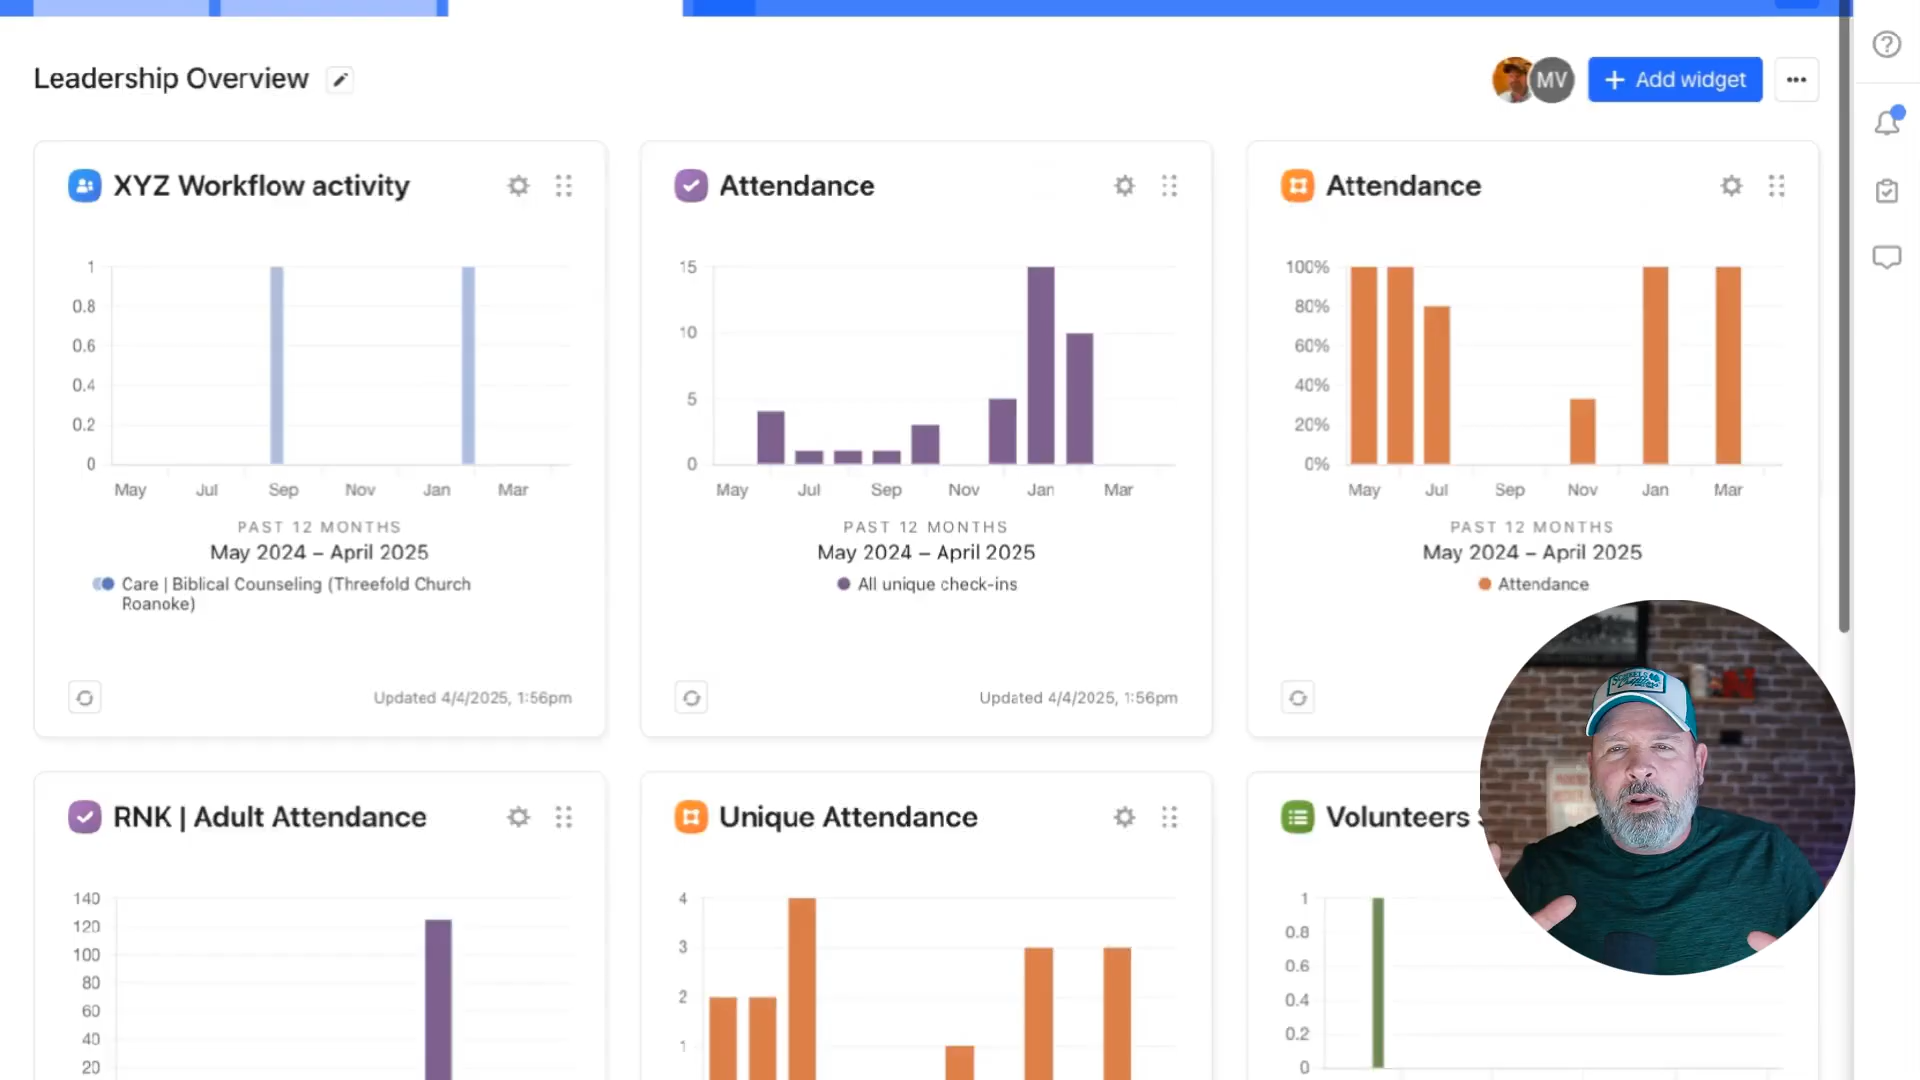 Leadership Overview
MV
+ Add widget
XYZ Workflow activity
1
0.8
0.6
0.4
0.2
0
May Jul Sep Nov Jan Mar
PAST 12 MONTHS
May 2024 – April 2025
Care | Biblical Counseling (Threefold Church
Roanoke)
Updated 4/4/2025, 1:56pm
Attendance
15
10
5
0
May Jul Sep Nov Jan Mar
PAST 12 MONTHS
May 2024 – April 2025
All unique check-ins
Updated 4/4/2025, 1:56pm
Attendance
100%
80%
60%
40%
20%
0%
May Jul Sep Nov Jan Mar
PAST 12 MONTHS
May 2024 – April 2025
Attendance
RNK | Adult Attendance
140
120
100
80
60
40
20
Unique Attendance
4
3
2
1
Volunteers
1
0.8
0.6
0.4
0.2
0
N